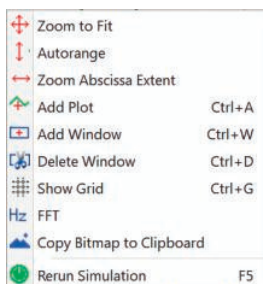 Zoom to Fit
Autorange
Zoom Abscissa Extent
Add Plot Ctrl+A
Add Window Ctrl+W
Delete Window Ctrl+D
Show Grid Ctrl+G
Hz FFT
Copy Bitmap to Clipboard
Rerun Simulation F5